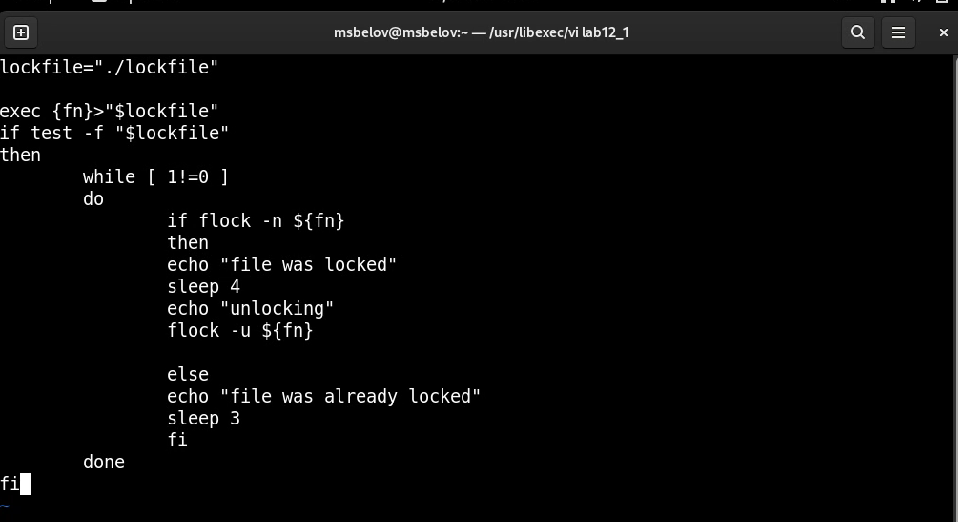 msbelov@msbelov:~ — /usr/libexec/vi lab12_1
lockfile="./lockfile"
exec {fn}>"$lockfile"
if test -f "$lockfile"
then
while [ 1!=0 ]
do
if flock -n ${fn}
then
echo "file was locked"
sleep 4
echo "unlocking"
flock -u ${fn}
else
echo "file was already locked"
sleep 3
fi
done
fi
~